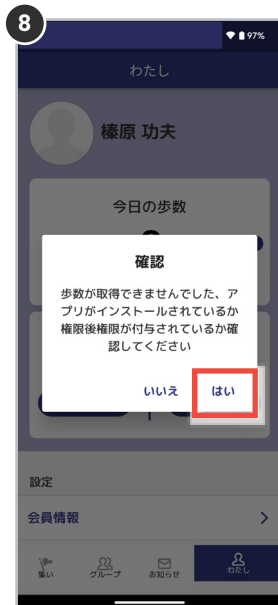 8
97%
わたし
榛原 功夫
今日の歩数
確認
歩数が取得できませんでした、ア
プリがインストールされているか
権限後権限が付与されているか確
認してください
いいえ
はい
設定
会員情報
集い
グループ
お知らせ
わたし